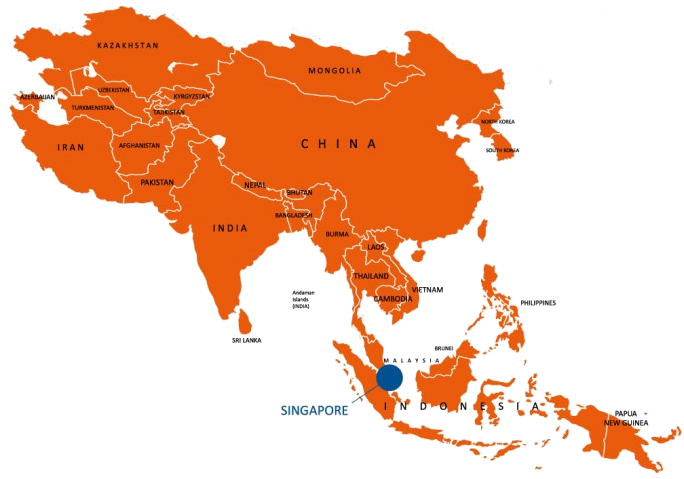 KAZAKHSTAN
MONGOLIA
UZBEKISTAN
KYRGYZSTAN
AZERBAIJAN
TURKMENISTAN
TAJIKISTAN
NORTH KOREA
IRAN
AFGHANISTAN
CHINA
SOUTH KOREA
PAKISTAN
NEPAL
BHUTAN
BANGLADESH
INDIA
BURMA
LAOS
THAILAND
VIETNAM
CAMBODIA
Andaman
Islands
(INDIA)
PHILIPPINES
SRI LANKA
BRUNEI
MALAYSIA
SINGAPORE
INDONESIA
PAPUA
NEW GUINEA